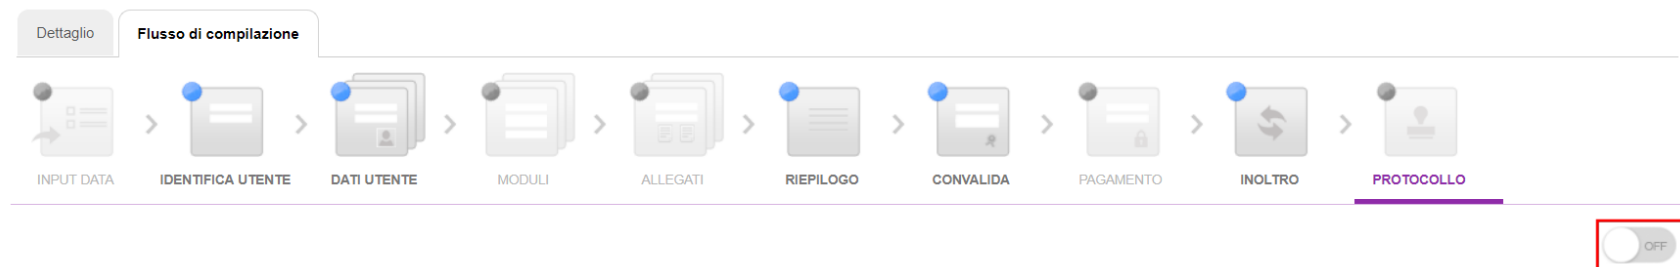 Dettaglio Flusso di compilazione
INPUT DATA IDENTIFICA UTENTE DATI UTENTE MODULI ALLEGATI RIEPILOGO CONVALIDA PAGAMENTO INOLTRO PROTOCOLLO
OFF